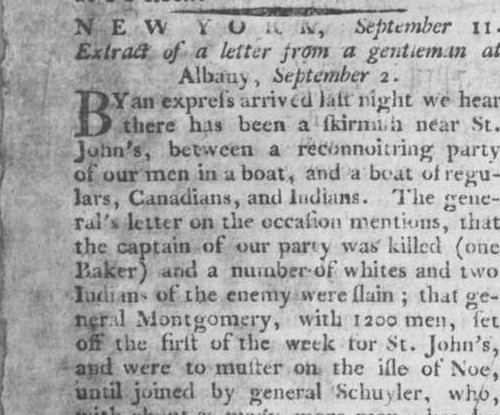 NEW YORK, September 11.
Extract of a letter from a gentleman at
Albany, September 2.
BY an expreſs arrived laſt night we hear
there has been a ſkirmiſh near St.
John's, between a reconnoitring party
of our men in a boat, and a boat of regu-
lars, Canadians, and Indians. The gene-
ral's letter on the occaſion mentions, that
the captain of our party was killed (one
Baker) and a number of whites and two
Indians of the enemy were ſlain; that ge-
neral Montgomery, with 1200 men, ſet
off the firſt of the week for St. John's,
and were to muſter on the iſle of Noe,
until joined by general Schuyler, who,
with about